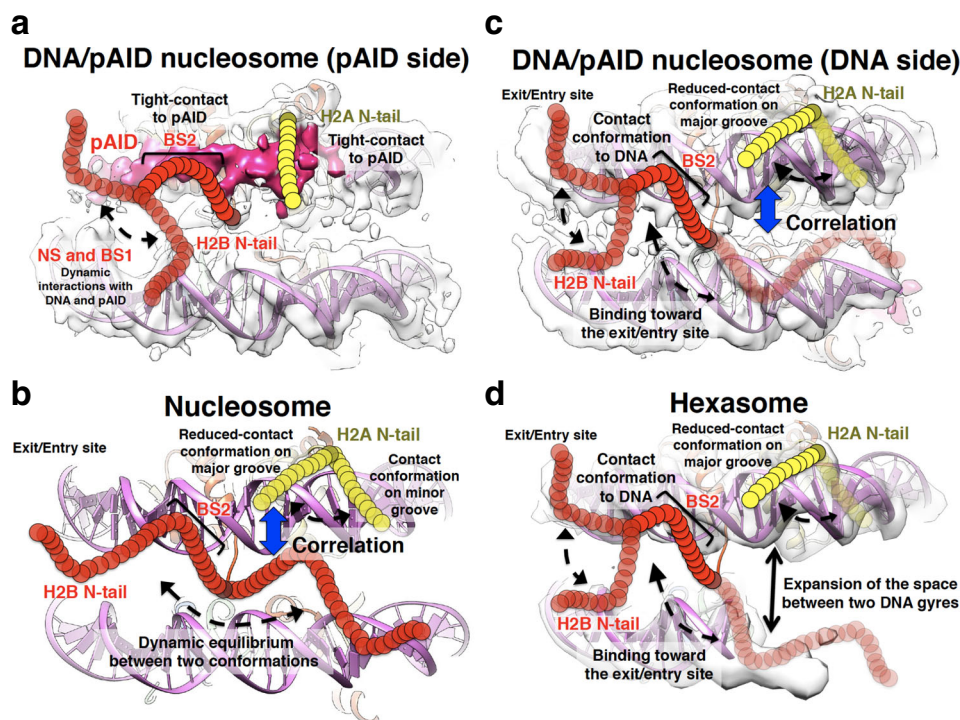 a
DNA/pAID nucleosome (pAID side)
Tight-contact
to pAID
H2A N-tail
pAID
BS2
Tight-contact
to pAID
NS and BS1
Dynamic
interactions with
DNA and pAID
H2B N-tail
c
DNA/pAID nucleosome (DNA side)
Exit/Entry site
Reduced-contact
conformation on
major groove
H2A N-tail
Contact
conformation
to DNA
BS2
Correlation
H2B N-tail
Binding toward
the exit/entry site
b
Nucleosome
Exit/Entry site
Reduced-contact
conformation on
major groove
H2A N-tail
Contact
conformation
on minor
groove
BS2
Correlation
H2B N-tail
Dynamic equilibrium
between two conformations
d
Hexasome
Exit/Entry site
Reduced-contact
conformation on
major groove
H2A N-tail
Contact
conformation
to DNA
BS2
Expansion of the space
between two DNA gyres
H2B N-tail
Binding toward
the exit/entry site